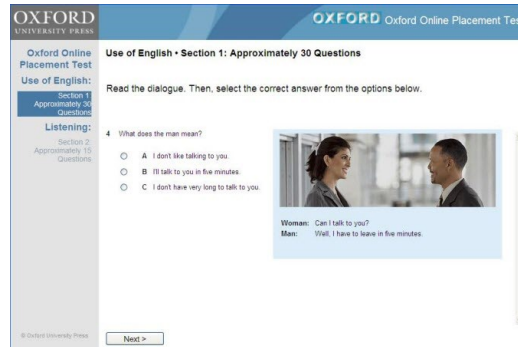 OXFORD
UNIVERSITY PRESS
OXFORD Oxford Online Placement Tes
Oxford Online
Placement Test
Use of English:
Section 1:
Approximately 30
Questions
Listening:
Section 2:
Approximately 15
Questions
Use of English • Section 1: Approximately 30 Questions
Read the dialogue. Then, select the correct answer from the options below.
4 What does the man mean?
A I don't like talking to you.
B I'll talk to you in five minutes.
C I don't have very long to talk to you.
Woman: Can I talk to you?
Man: Well, I have to leave in five minutes.
© Oxford University Press
Next >